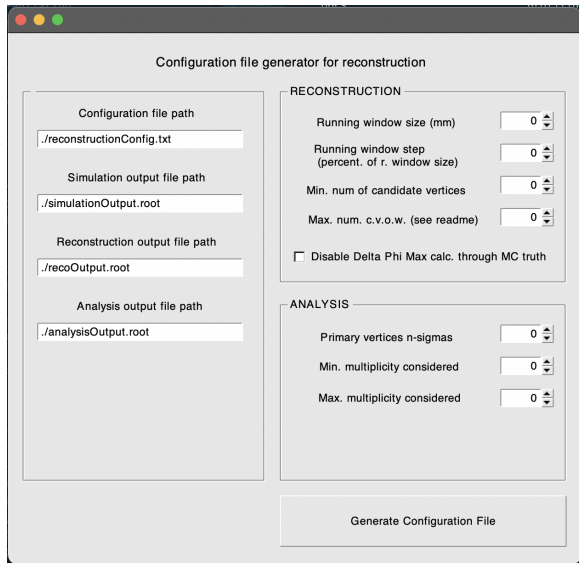 Configuration file generator for reconstruction
Configuration file path
./reconstructionConfig.txt
Simulation output file path
./simulationOutput.root
Reconstruction output file path
./recoOutput.root
Analysis output file path
./analysisOutput.root
RECONSTRUCTION
Running window size (mm) 0
Running window step
(percent. of r. window size) 0
Min. num of candidate vertices 0
Max. num. c.v.o.w. (see readme) 0
Disable Delta Phi Max calc. through MC truth
ANALYSIS
Primary vertices n-sigmas 0
Min. multiplicity considered 0
Max. multiplicity considered 0
Generate Configuration File